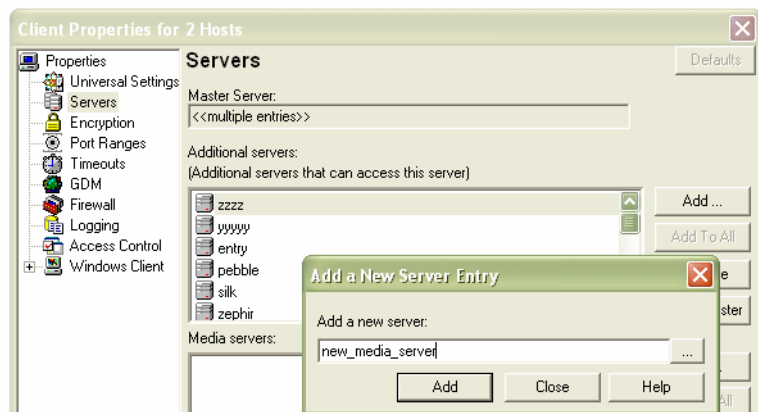 Client Properties for 2 Hosts
Properties
Universal Settings
Servers
Encryption
Port Ranges
Timeouts
GDM
Firewall
Logging
Access Control
Windows Client
Servers
Defaults
Master Server:
<<multiple entries>>
Additional servers:
(Additional servers that can access this server)
zzzz
yyyyy
entry
pebble
silk
zephir
Add ...
Add To All
e
ster
Media servers:
All
Add a New Server Entry
Add a new server:
new_media_server
...
Add
Close
Help